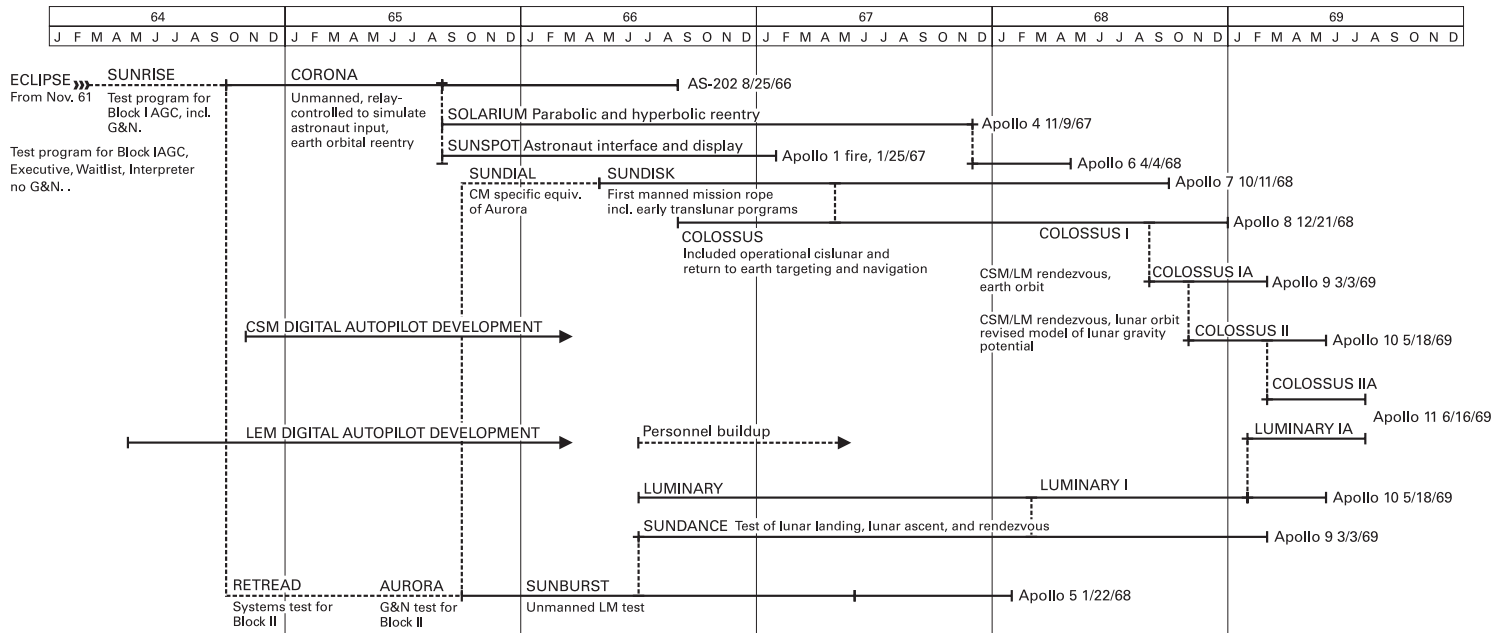 64 65 66 67 68 69
J F M A M J J A S O N D J F M A M J J A S O N D J F M A M J J A S O N D J F M A M J J A S O N D J F M A M J J A S O N D J F M A M J J A S O N D
ECLIPSE
From Nov. 61
Test program for Block IAGC,
Executive, Waitlist, Interpreter
no G&N. .
SUNRISE
Test program for
Block I AGC, incl.
G&N.
CORONA
Unmanned, relay-
controlled to simulate
astronaut input,
earth orbital reentry
AS-202 8/25/66
SOLARIUM Parabolic and hyperbolic reentry
Apollo 4 11/9/67
SUNSPOT Astronaut interface and display
Apollo 1 fire, 1/25/67
Apollo 6 4/4/68
SUNDIAL
CM specific equiv.
of Aurora
SUNDISK
First manned mission rope
incl. early translunar porgrams
Apollo 7 10/11/68
COLOSSUS
Included operational cislunar and
return to earth targeting and navigation
COLOSSUS I
Apollo 8 12/21/68
CSM/LM rendezvous,
earth orbit
COLOSSUS IA
Apollo 9 3/3/69
CSM DIGITAL AUTOPILOT DEVELOPMENT
CSM/LM rendezvous, lunar orbit
revised model of lunar gravity
potential
COLOSSUS II
Apollo 10 5/18/69
COLOSSUS IIA
Apollo 11 6/16/69
LEM DIGITAL AUTOPILOT DEVELOPMENT
Personnel buildup
LUMINARY IA
LUMINARY
LUMINARY I
Apollo 10 5/18/69
SUNDANCE Test of lunar landing, lunar ascent, and rendezvous
Apollo 9 3/3/69
RETREAD
Systems test for
Block II
AURORA
G&N test for
Block II
SUNBURST
Unmanned LM test
Apollo 5 1/22/68